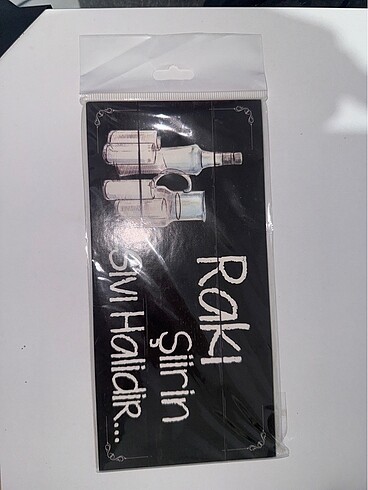 Rakı
Şiirin
Sıvı Halidir...